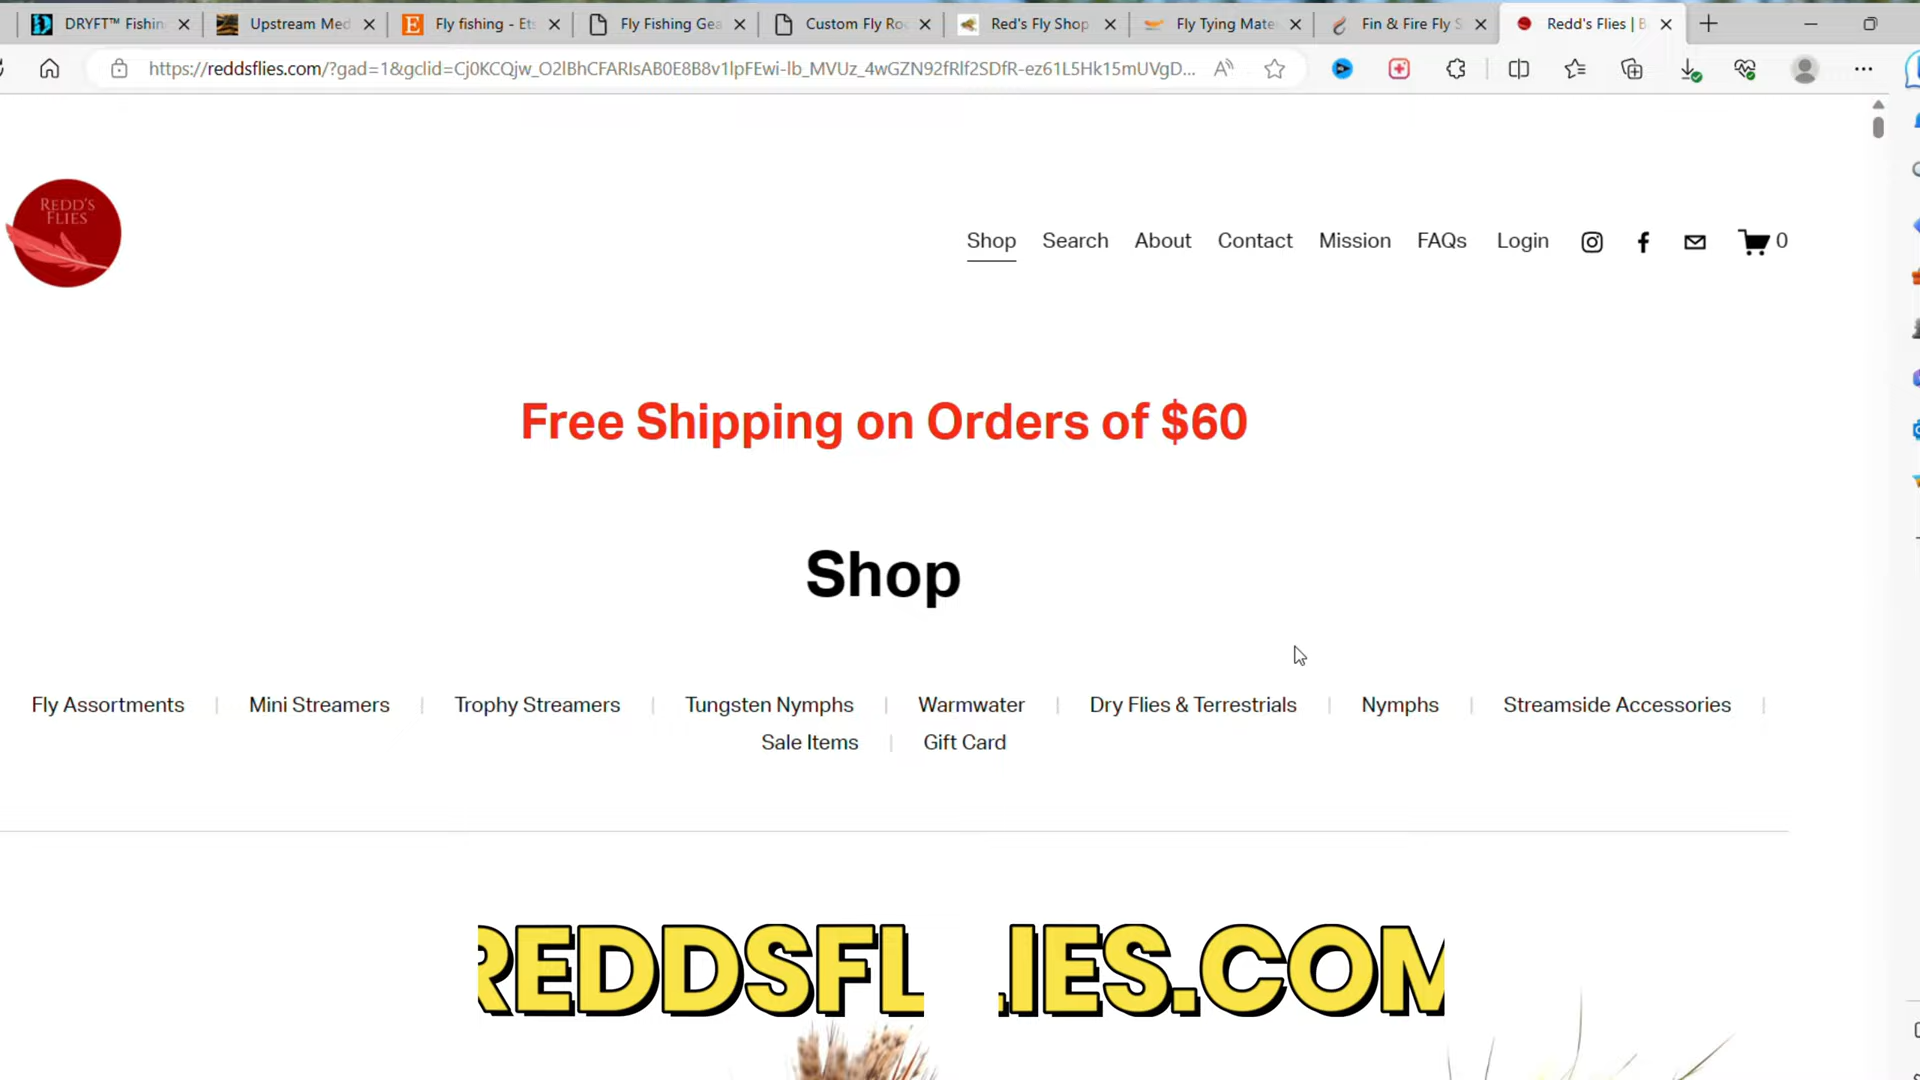 DRYFT™ Fishin
Upstream Med
Fly fishing - Ets
Fly Fishing Gea
Custom Fly Ro
Red's Fly Shop
Fly Tying Mate
Fin & Fire Fly S
Redd's Flies | B
https://reddsflies.com/?gad=1&gclid=Cj0KCQjw_O2lBhCFARIsAB0E8B8v1lpFEwi-lb_MVUz_4wGZN92fRlf2SDfR-ez61L5Hk15mUVgD...
REDD'S
FLIES
Shop Search About Contact Mission FAQs Login 0
Free Shipping on Orders of $60
Shop
Fly Assortments | Mini Streamers | Trophy Streamers | Tungsten Nymphs | Warmwater | Dry Flies & Terrestrials | Nymphs | Streamside Accessories |
Sale Items | Gift Card
REDDSFLIES.COM